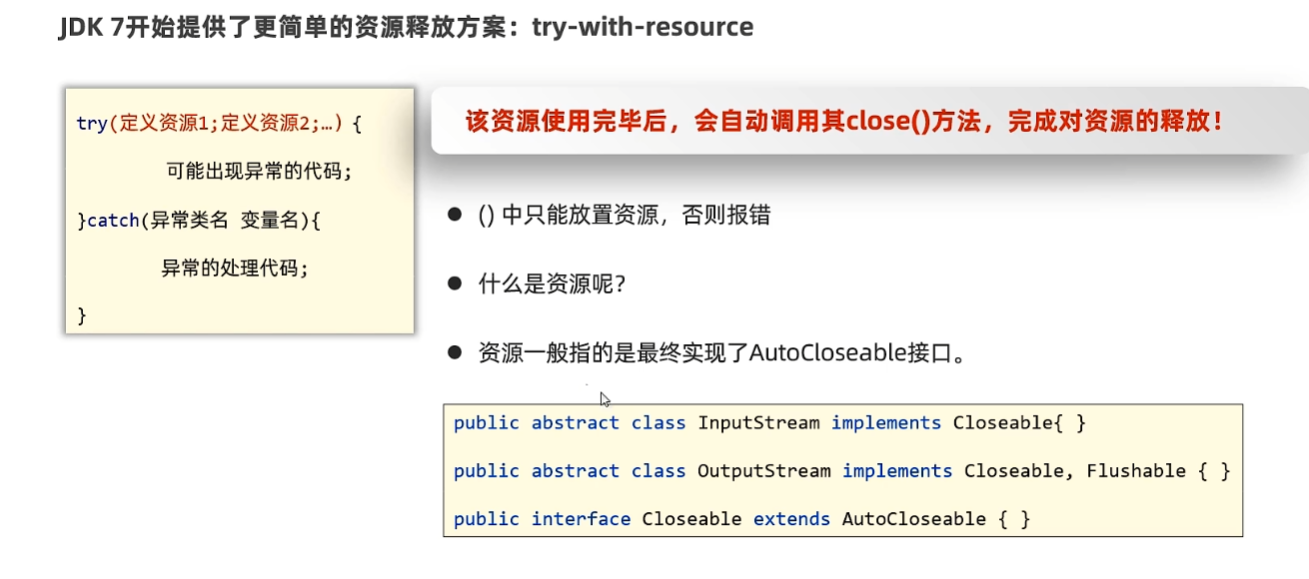 JDK 7开始提供了更简单的资源释放方案：try-with-resource
try(定义资源1;定义资源2;…) {
可能出现异常的代码;
}catch(异常类名 变量名){
异常的处理代码;
}
该资源使用完毕后，会自动调用其close()方法，完成对资源的释放！
● () 中只能放置资源，否则报错
● 什么是资源呢？
● 资源一般指的是最终实现了AutoCloseable接口。
public abstract class InputStream implements Closeable{ }
public abstract class OutputStream implements Closeable, Flushable { }
public interface Closeable extends AutoCloseable { }